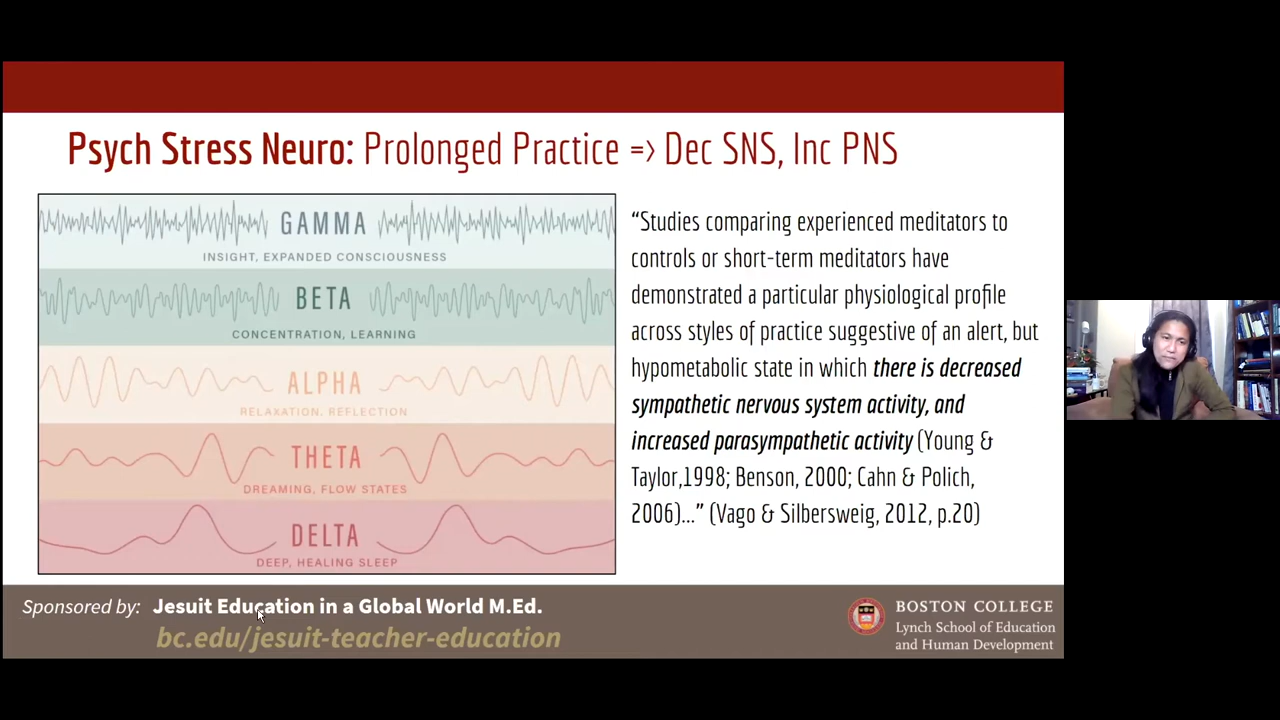 Psych Stress Neuro: Prolonged Practice => Dec SNS, Inc PNS
GAMMA
INSIGHT, EXPANDED CONSCIOUSNESS
BETA
CONCENTRATION, LEARNING
ALPHA
RELAXATION, REFLECTION
THETA
DREAMING, FLOW STATES
DELTA
DEEP, HEALING SLEEP
“Studies comparing experienced meditators to
controls or short-term meditators have
demonstrated a particular physiological profile
across styles of practice suggestive of an alert, but
hypometabolic state in which there is decreased
sympathetic nervous system activity, and
increased parasympathetic activity (Young &
Taylor,1998; Benson, 2000; Cahn & Polich,
2006)...” (Vago & Silbersweig, 2012, p.20)
Sponsored by: Jesuit Education in a Global World M.Ed.
bc.edu/jesuit-teacher-education
BOSTON COLLEGE
Lynch School of Education
and Human Development